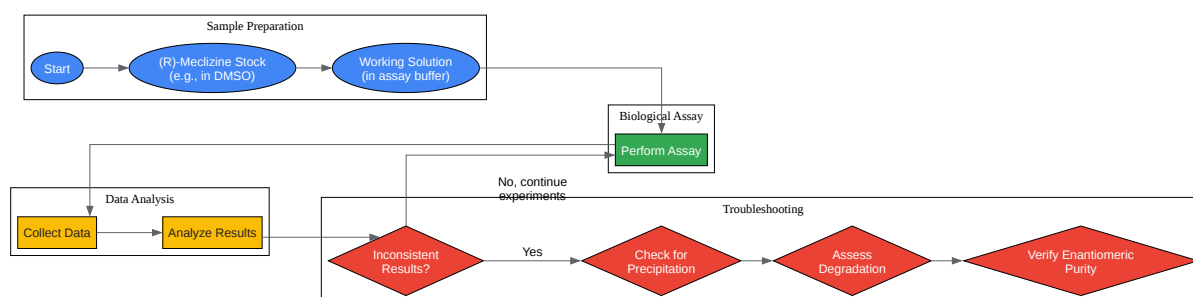 Sample Preparation
Start
(R)-Meclizine Stock
(e.g., in DMSO)
Working Solution
(in assay buffer)
Biological Assay
Perform Assay
No, continue
experiments
Data Analysis
Collect Data
Analyze Results
Troubleshooting
Inconsistent
Results?
Yes
Check for
Precipitation
Assess
Degradation
Verify Enantiomeric
Purity